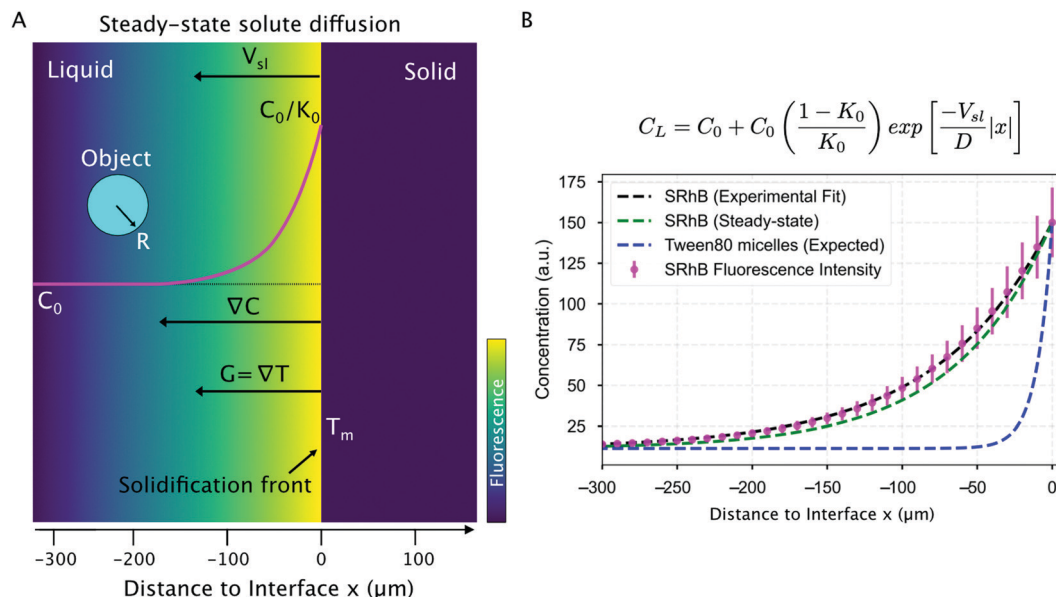 A
Steady-state solute diffusion
Liquid
V_sl
Solid
C_0/K_0
Object
R
C_0
∇C
G=∇T
T_m
Solidification front
Fluorescence
−300 −200 −100 0 100
Distance to Interface x (μm)
B
C_L = C_0 + C_0 ( (1 − K_0) / K_0 ) exp [ (−V_sl / D) |x| ]
175
150
125
100
75
50
25
Concentration (a.u.)
SRhB (Experimental Fit)
SRhB (Steady-state)
Tween80 micelles (Expected)
SRhB Fluorescence Intensity
−300 −250 −200 −150 −100 −50 0
Distance to Interface x (μm)